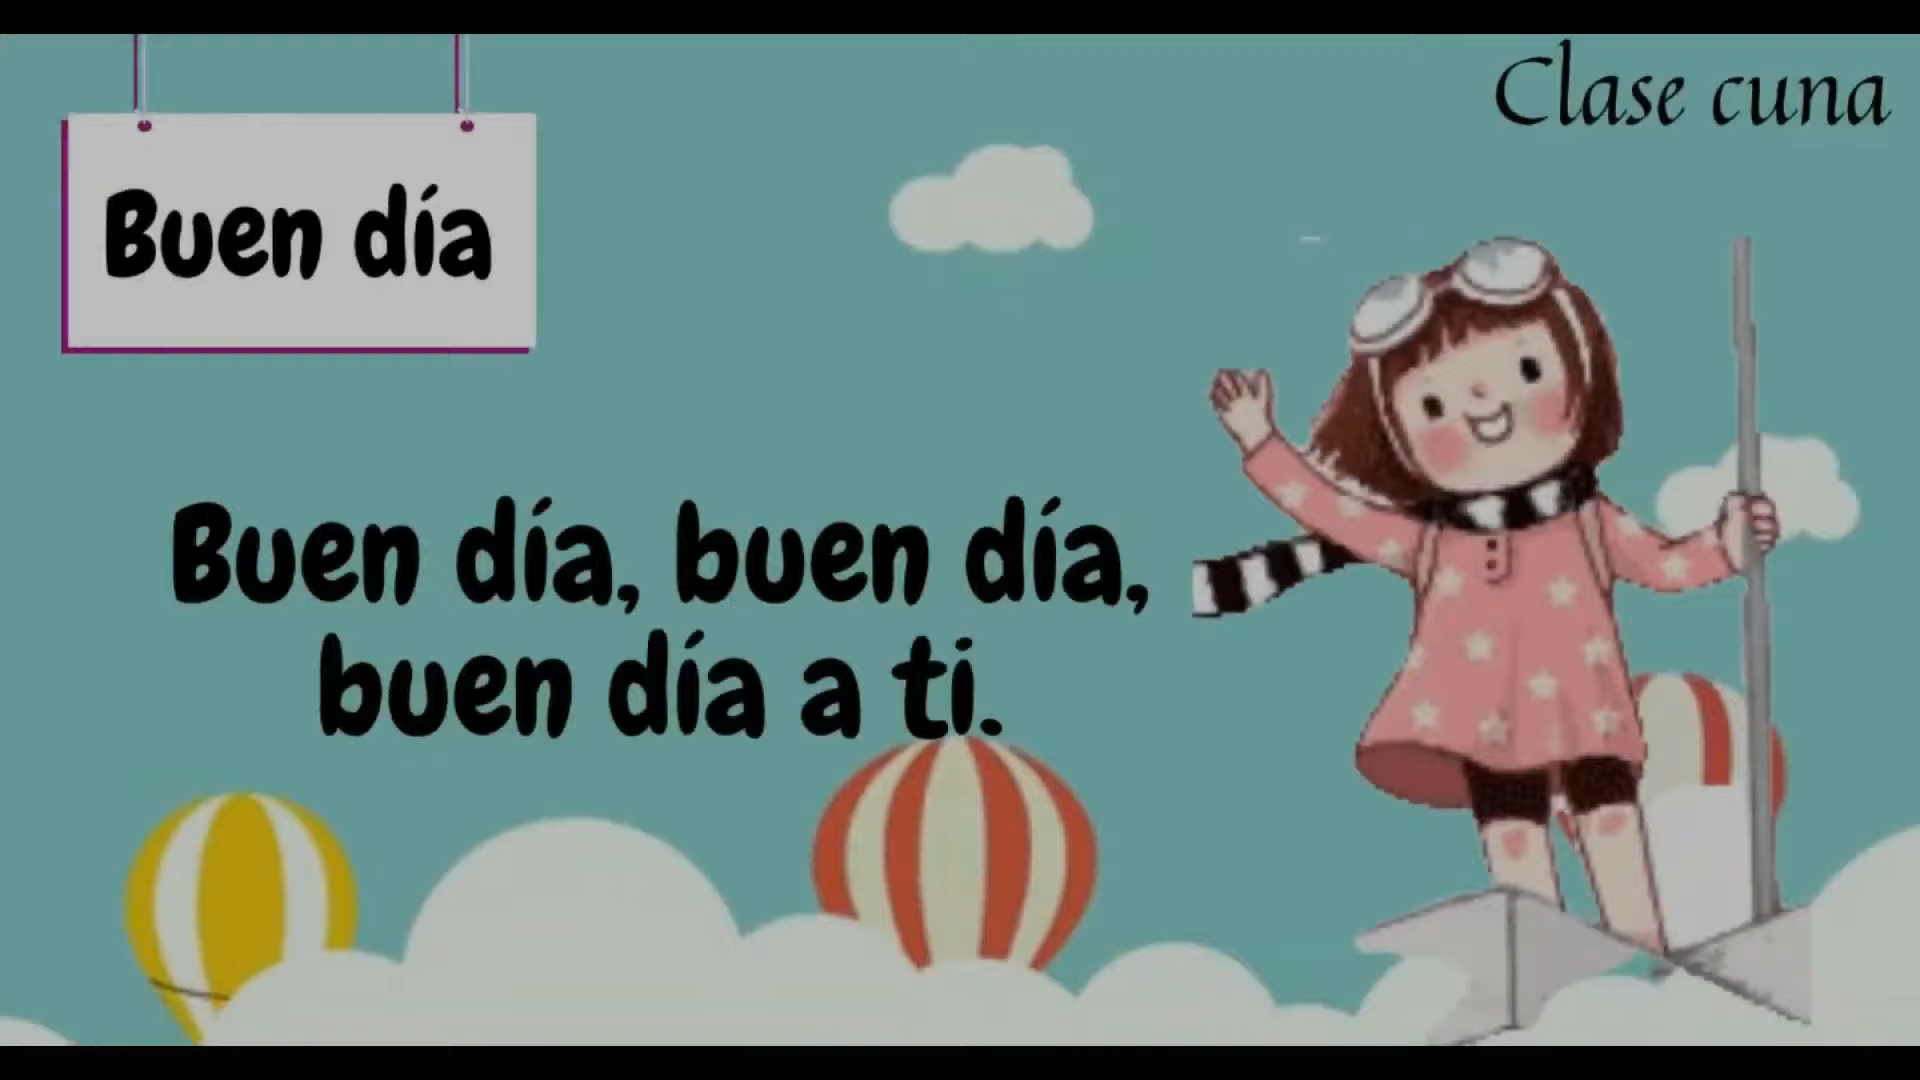 Clase cuna
Buen día
Buen día, buen día,
buen día a ti.